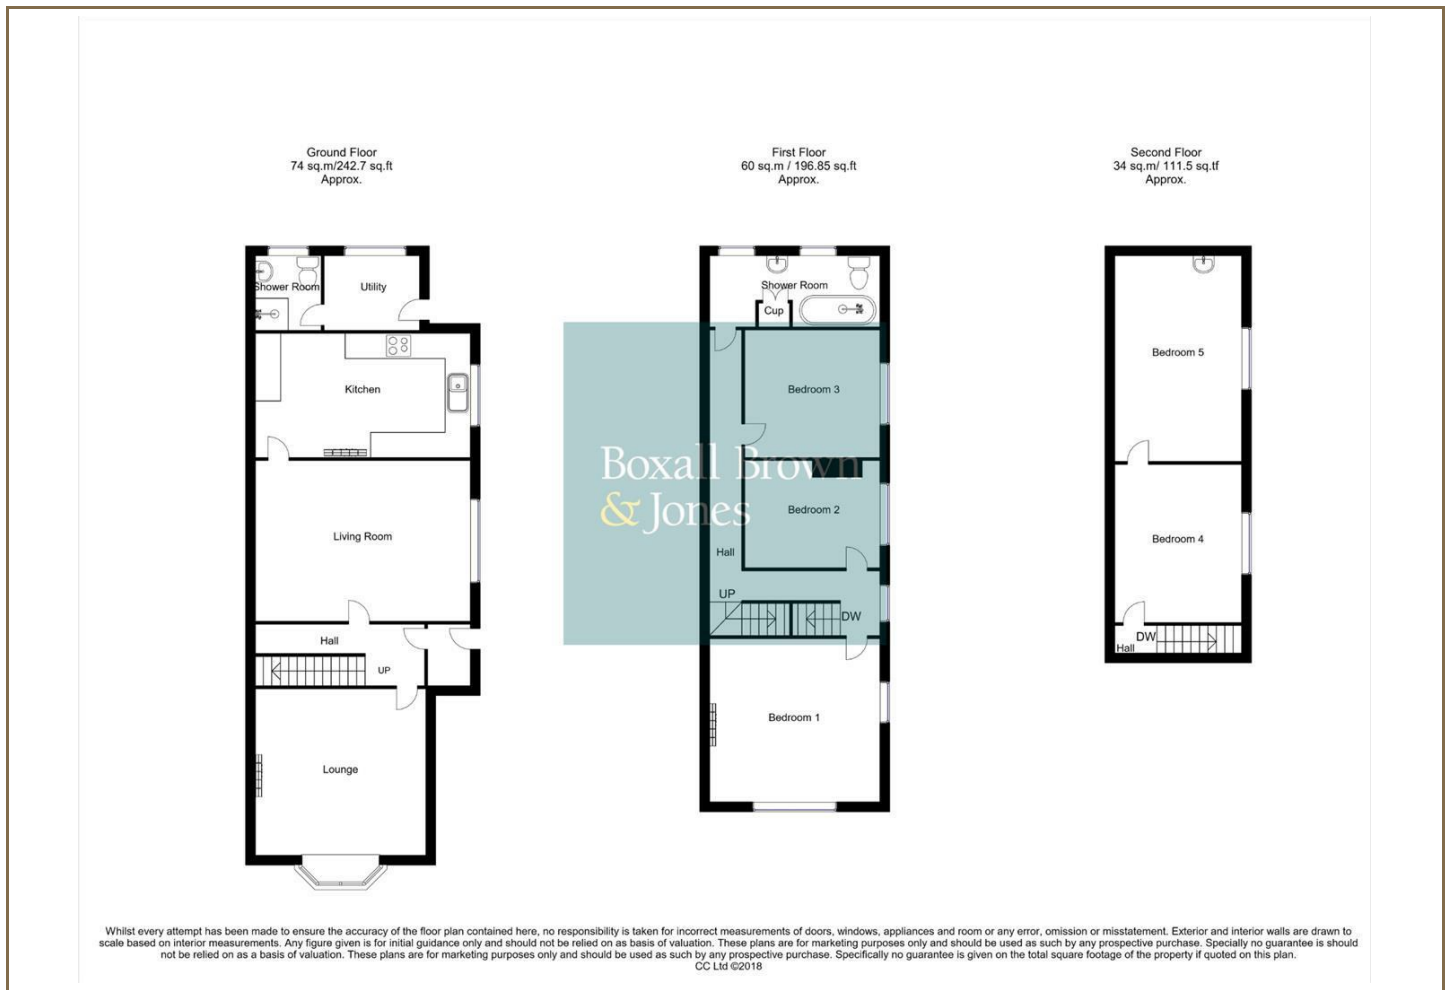 Ground Floor
74 sq.m/242.7 sq.ft
Approx.
First Floor
60 sq.m / 196.85 sq.ft
Approx.
Second Floor
34 sq.m/ 111.5 sq.tf
Approx.
Shower Room
Utility
Kitchen
Living Room
Hall
UP
Lounge
Shower Room
Cup
Bedroom 3
Bedroom 2
Hall
UP
DW
Bedroom 1
Boxall Brown
& Jones
Bedroom 5
Bedroom 4
DW
Hall
Whilst every attempt has been made to ensure the accuracy of the floor plan contained here, no responsibility is taken for incorrect measurements of doors, windows, appliances and room or any error, omission or misstatement. Exterior and interior walls are drawn to
scale based on interior measurements. Any figure given is for initial guidance only and should not be relied on as basis of valuation. These plans are for marketing purposes only and should be used as such by any prospective purchase. Specially no guarantee is should
not be relied on as a basis of valuation. These plans are for marketing purposes only and should be used as such by any prospective purchase. Specifically no guarantee is given on the total square footage of the property if quoted on this plan.
CC Ltd ©2018